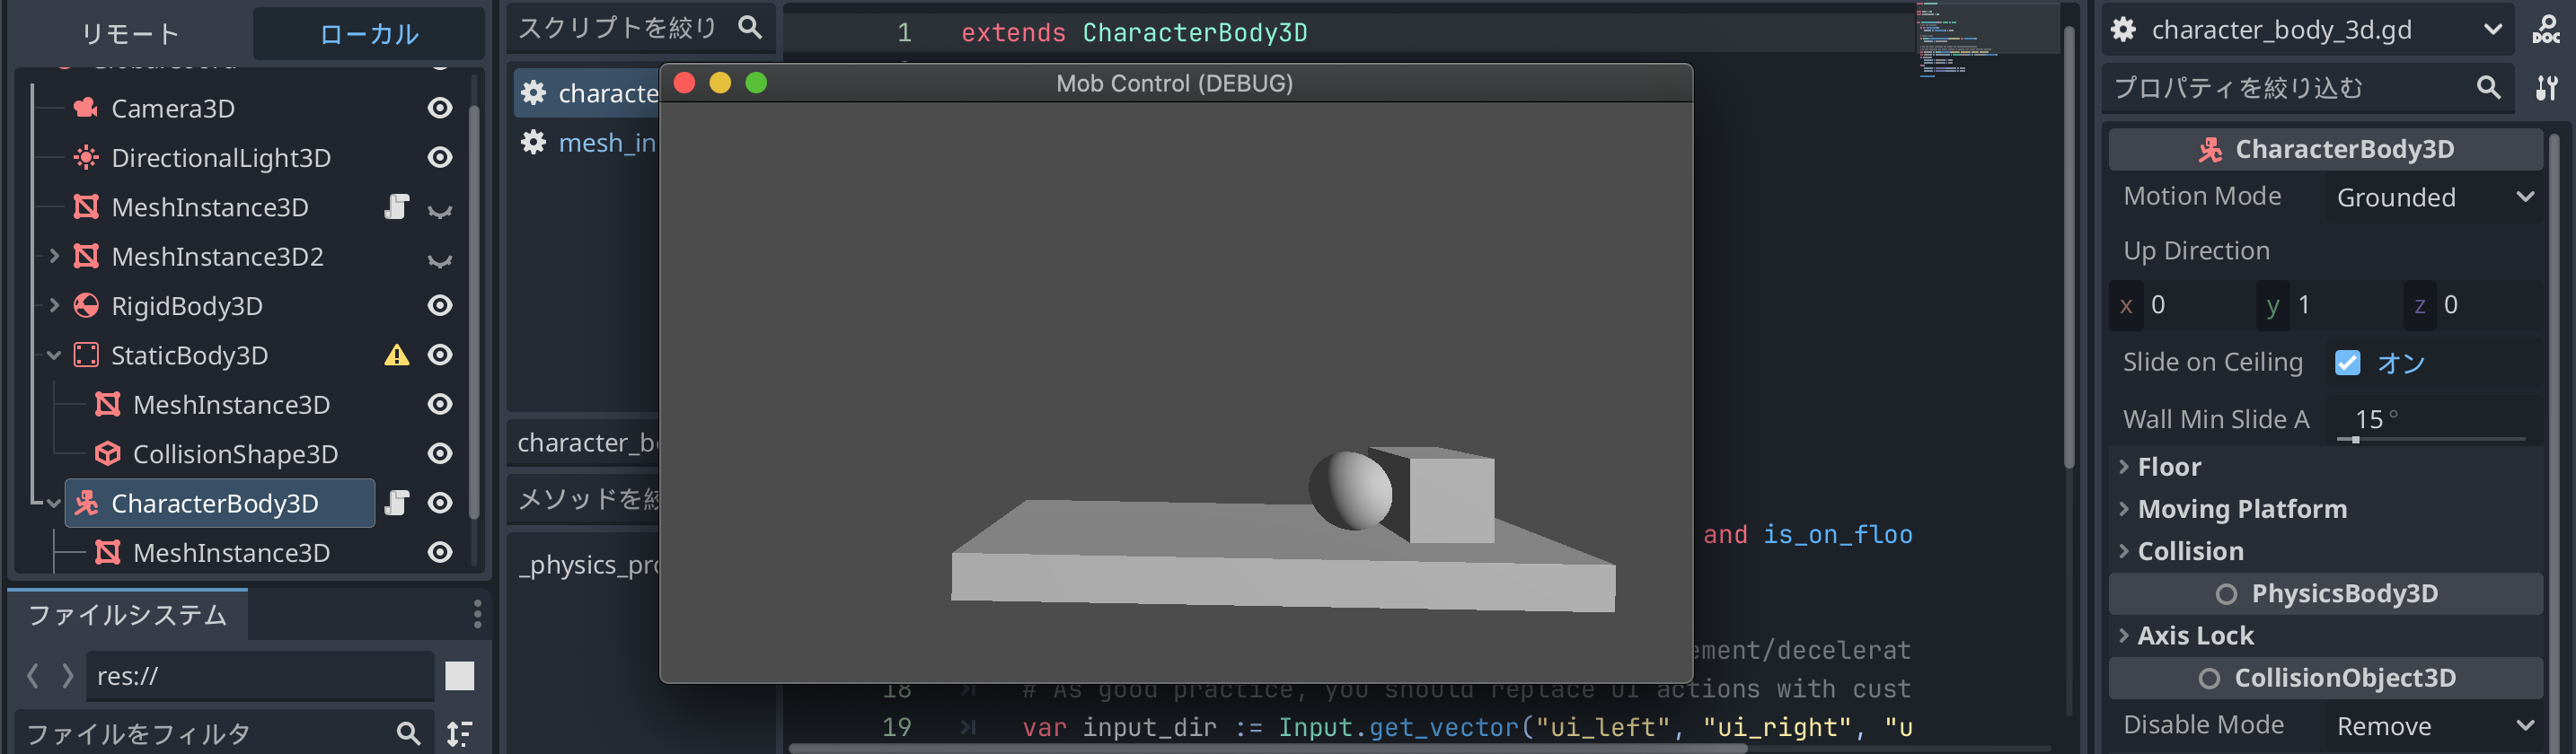 リモート
ローカル
Camera3D
DirectionalLight3D
MeshInstance3D
MeshInstance3D2
RigidBody3D
StaticBody3D
MeshInstance3D
CollisionShape3D
CharacterBody3D
MeshInstance3D
ファイルシステム
res://
ファイルをフィルタ
スクリプトを絞り
characte
mesh_in
character_b
メソッドを絞
_physics_pro
1 extends CharacterBody3D
Mob Control (DEBUG)
and is_on_floo
ement/decelerat
18 # As good practice, you should replace UI actions with cust
19 var input_dir := Input.get_vector("ui_left", "ui_right", "u
character_body_3d.gd
DOC
プロパティを絞り込む
CharacterBody3D
Motion Mode Grounded
Up Direction
x 0 y 1 z 0
Slide on Ceiling オン
Wall Min Slide A 15 °
Floor
Moving Platform
Collision
PhysicsBody3D
Axis Lock
CollisionObject3D
Disable Mode Remove